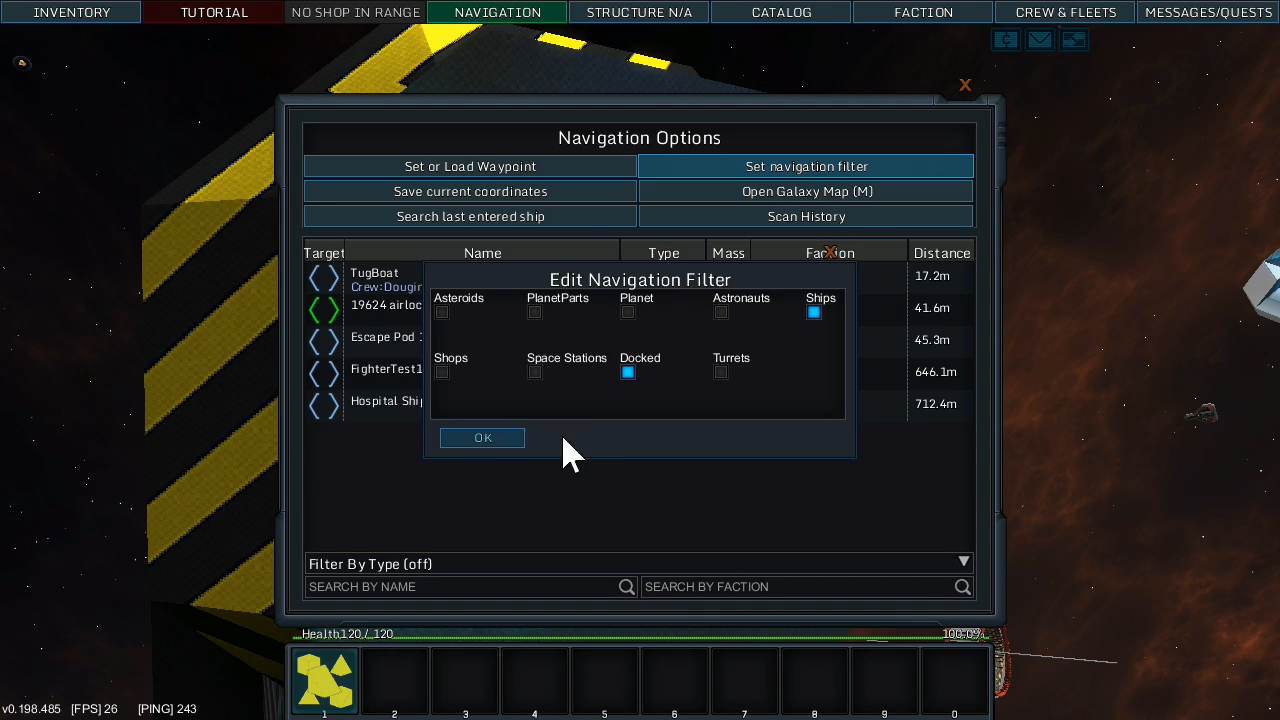 INVENTORY TUTORIAL NO SHOP IN RANGE NAVIGATION STRUCTURE N/A CATALOG FACTION CREW & FLEETS MESSAGES/QUESTS
X
Navigation Options
Set or Load Waypoint Set navigation filter
Save current coordinates Open Galaxy Map (M)
Search last entered ship Scan History
Target Name Type Mass Faction Distance
X
TugBoat 17.2m
Crew:Dougin
19624 airloc 41.6m
Escape Pod 45.3m
FighterTest1 646.1m
Hospital Ship 712.4m
Edit Navigation Filter
Asteroids PlanetParts Planet Astronauts Ships
Shops Space Stations Docked Turrets
OK
Filter By Type (off)
SEARCH BY NAME SEARCH BY FACTION
Health120 / 120 100.0%
1 2 3 4 5 6 7 8 9 0
v0.198.485 [FPS] 26 [PING] 243